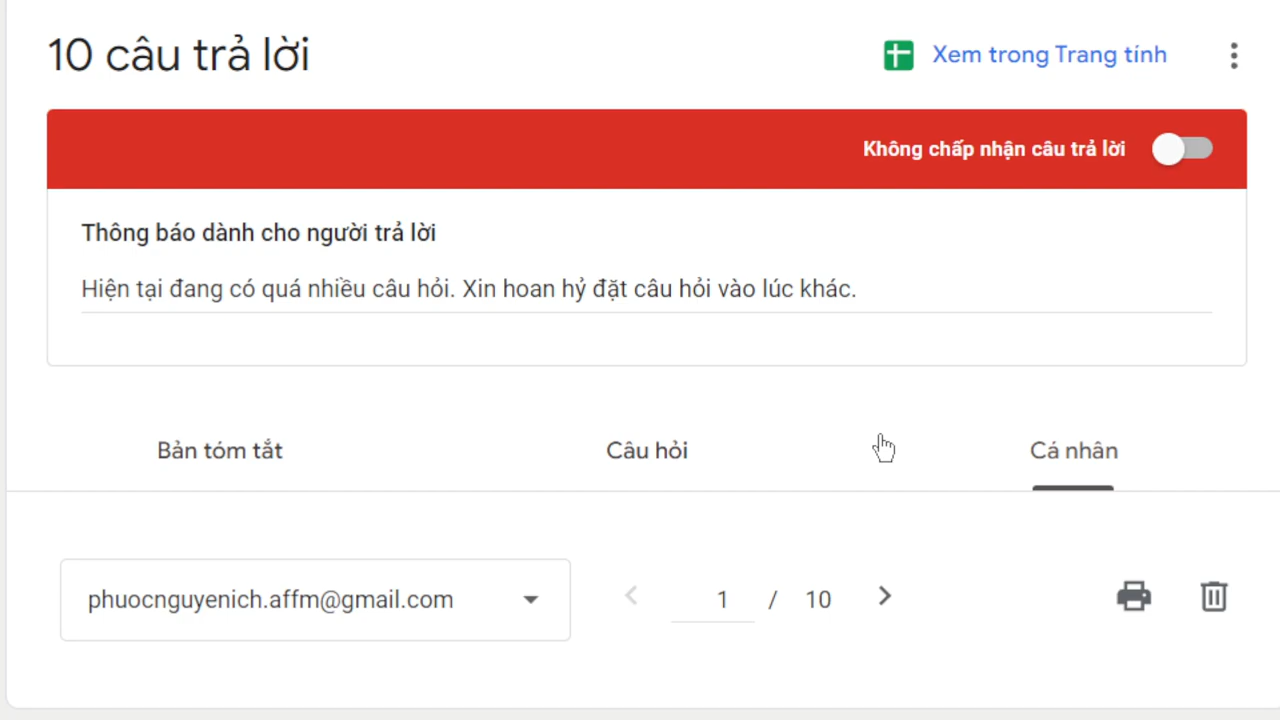 10 câu trả lời
Xem trong Trang tính
Không chấp nhận câu trả lời
Thông báo dành cho người trả lời
Hiện tại đang có quá nhiều câu hỏi. Xin hoan hỷ đặt câu hỏi vào lúc khác.
Bản tóm tắt Câu hỏi Cá nhân
phuocnguyenich.affm@gmail.com 1 / 10